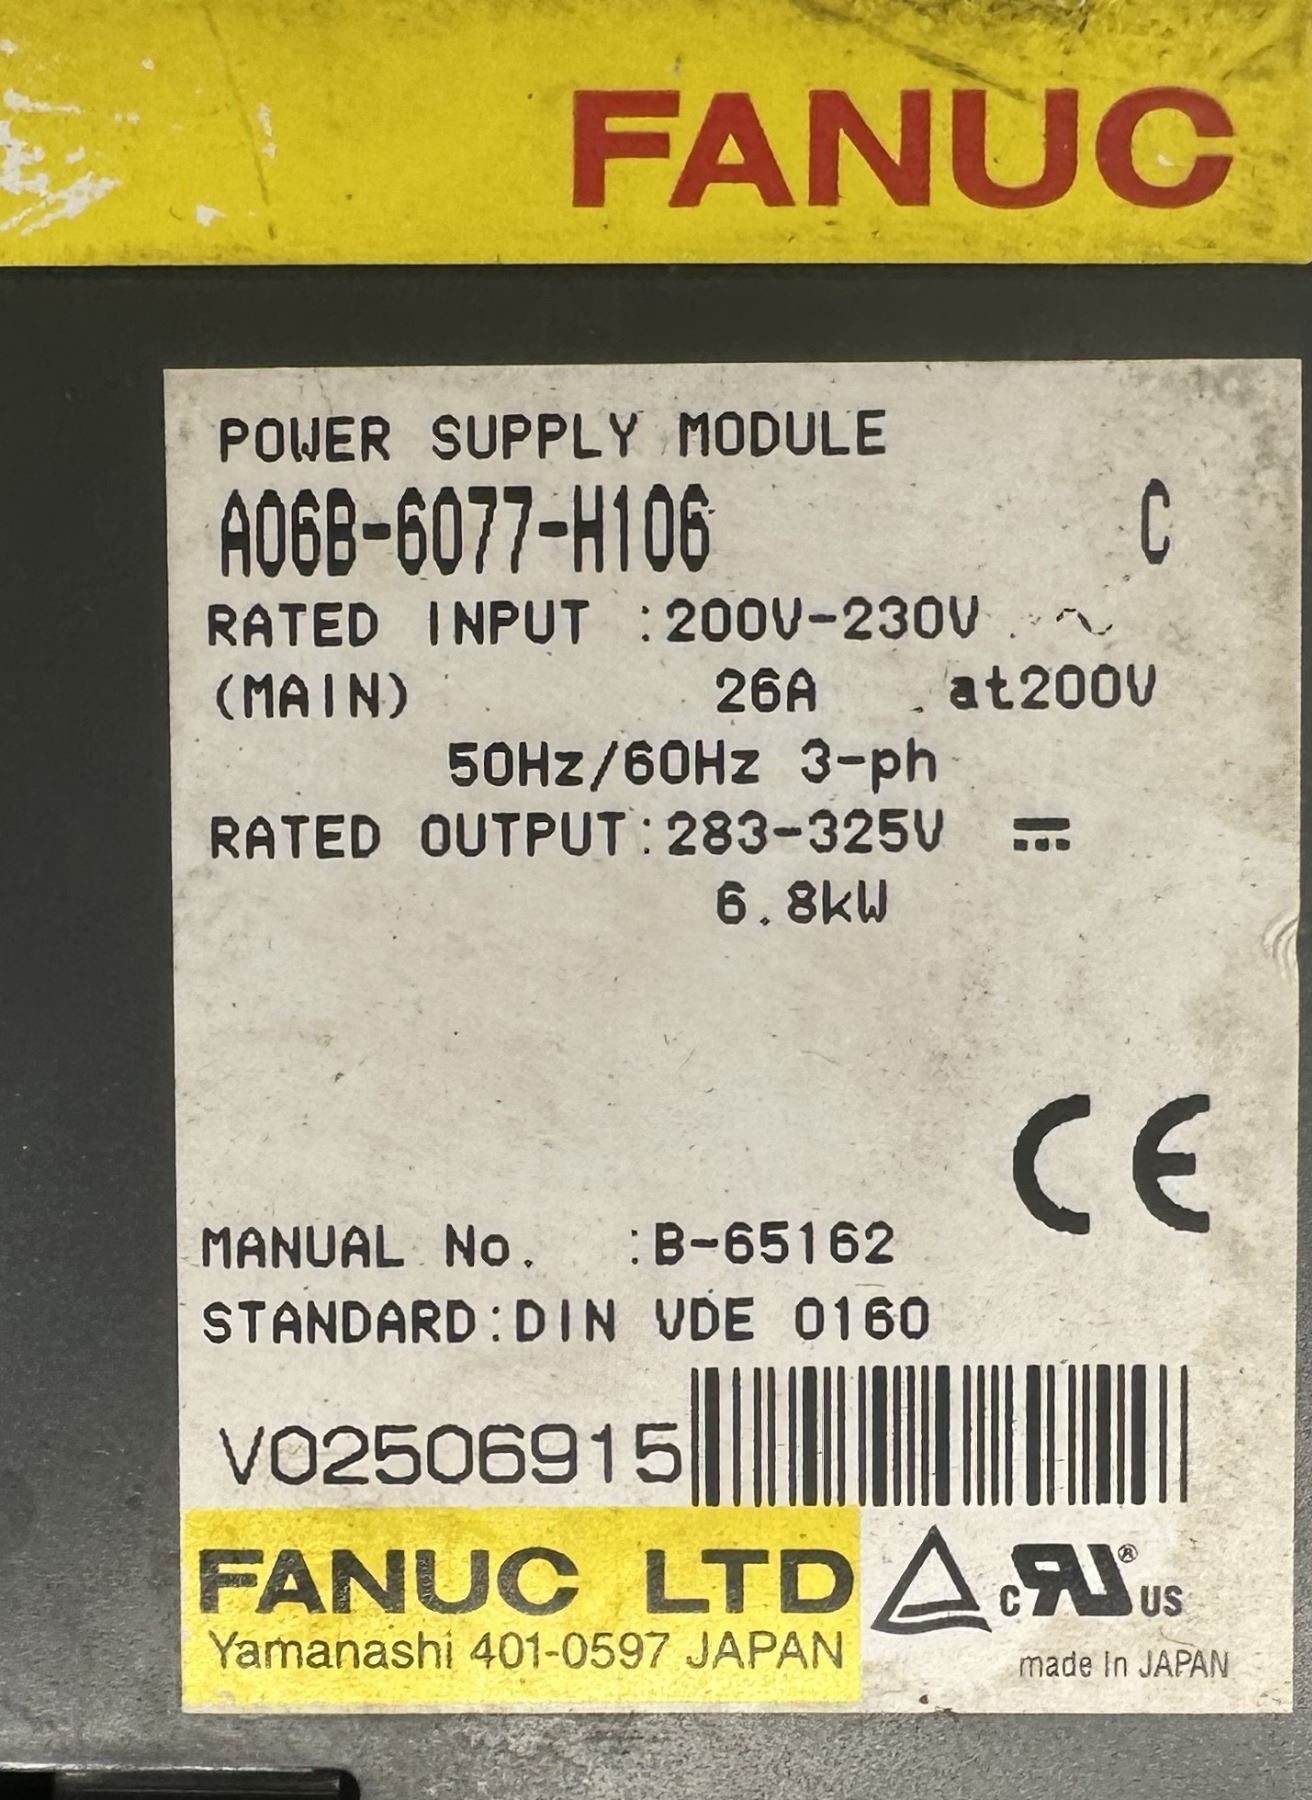 FANUC
POWER SUPPLY MODULE
A06B-6077-H106 C
RATED INPUT :200V-230V ~
(MAIN) 26A at200V
50Hz/60Hz 3-ph
RATED OUTPUT:283-325V ⎓
6.8kW
CE
MANUAL No. :B-65162
STANDARD:DIN VDE 0160
V02506915
FANUC LTD
Yamanashi 401-0597 JAPAN
c RU® US
made in JAPAN